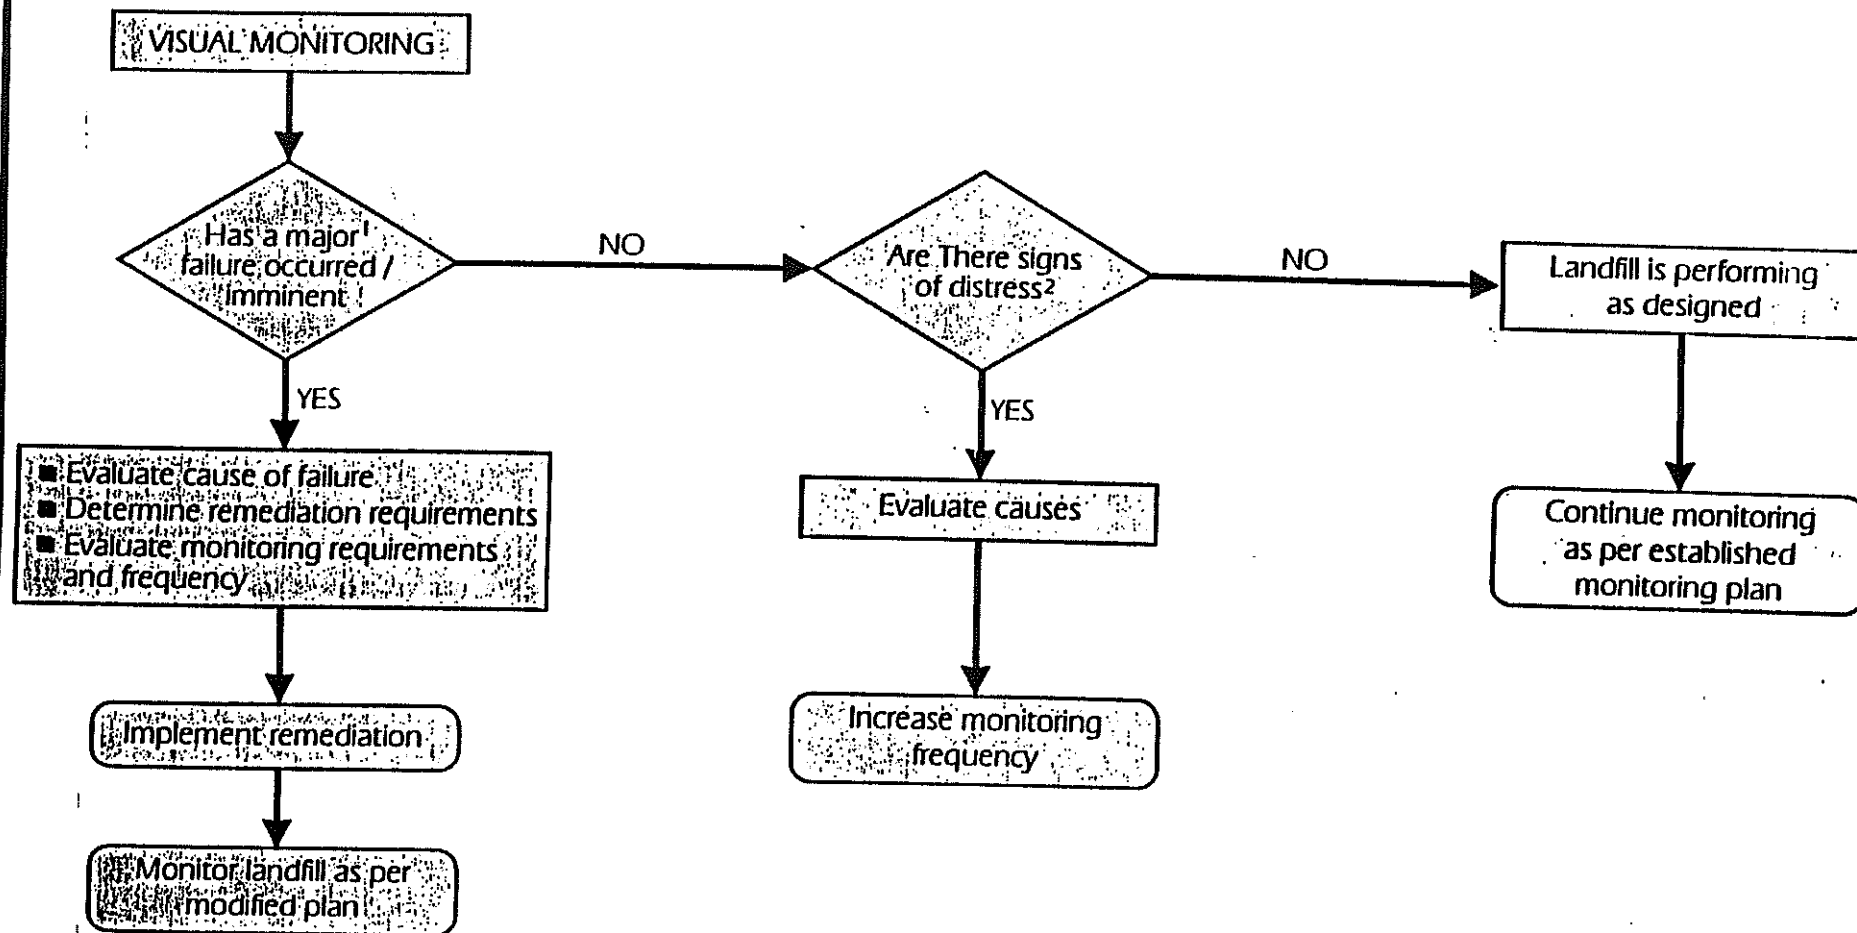 VISUAL MONITORING
Has a major¹
failure occurred /
imminent
NO
Are There signs
of distress²
NO
Landfill is performing
as designed
YES
YES
■ Evaluate cause of failure
■ Determine remediation requirements
■ Evaluate monitoring requirements
and frequency
Evaluate causes
Continue monitoring
as per established
monitoring plan
Implement remediation
Increase monitoring
frequency
Monitor landfill as per
modified plan